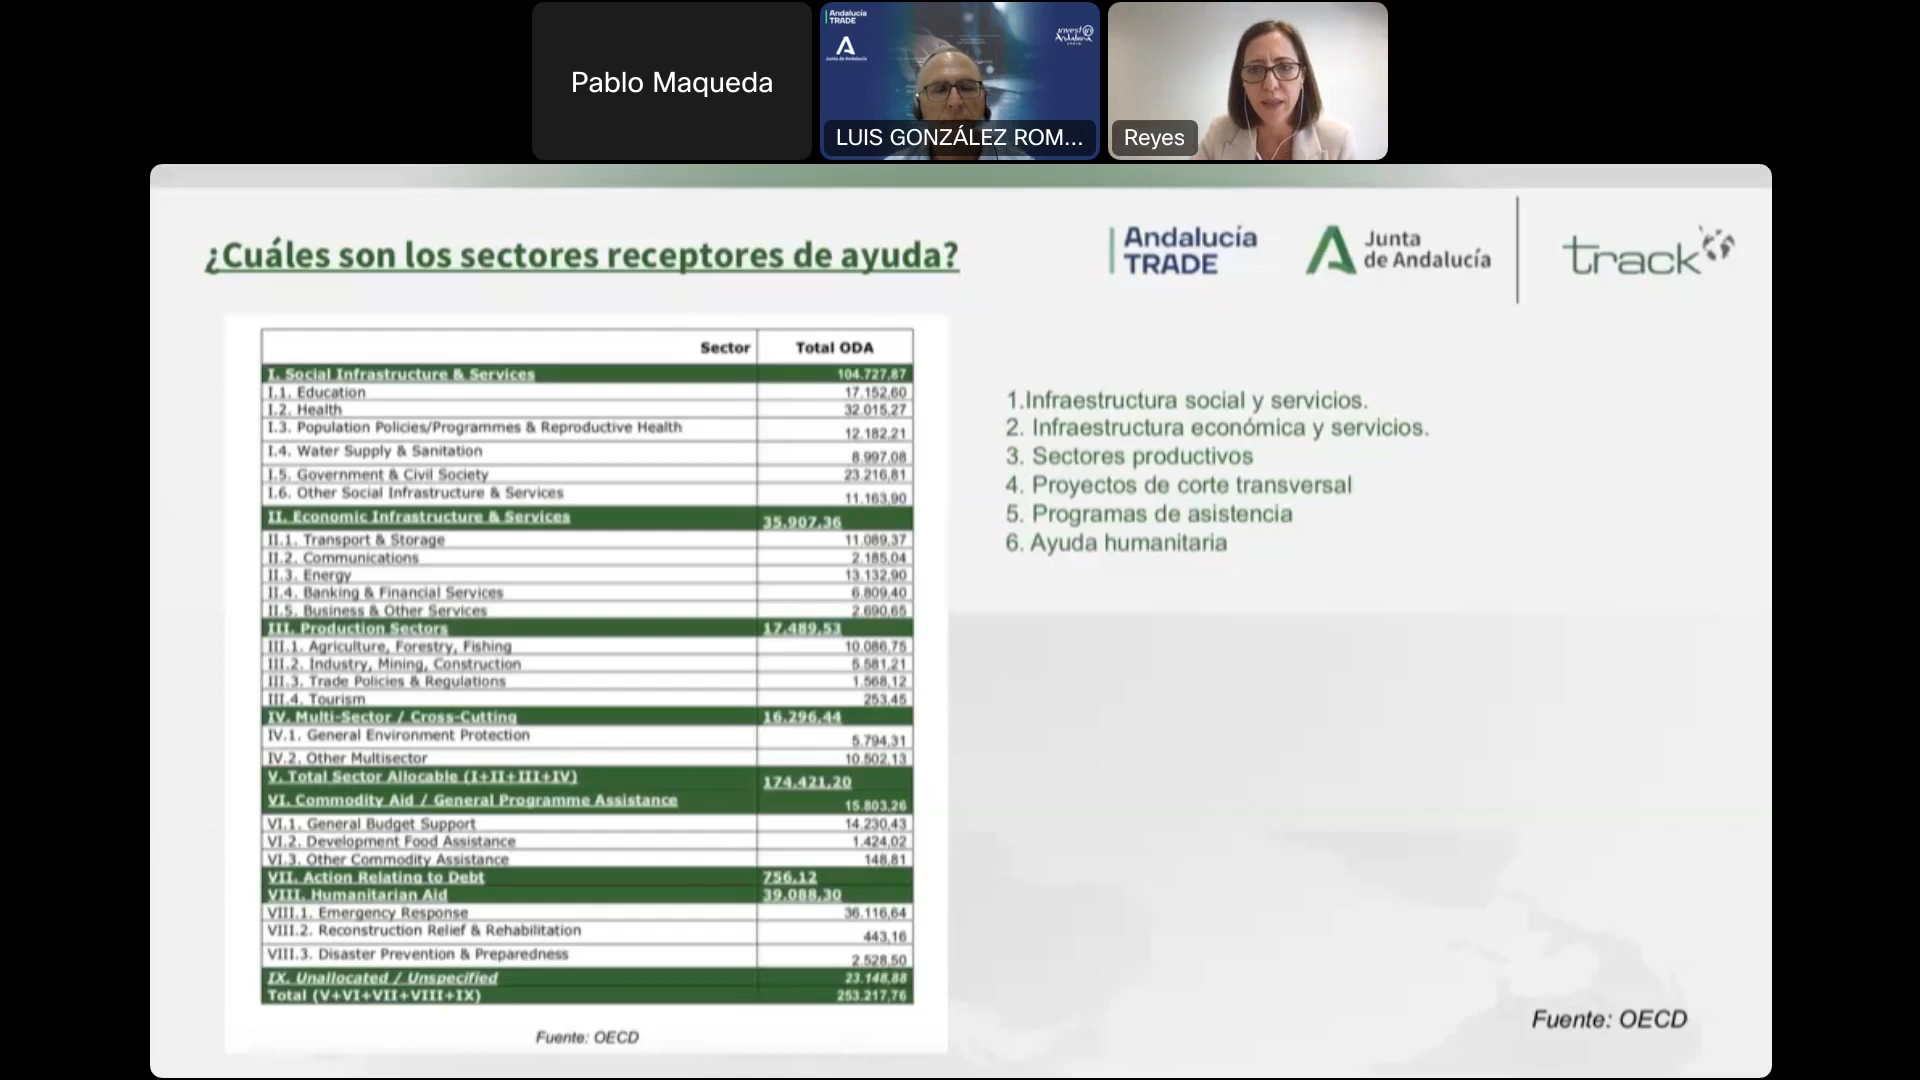 Pablo Maqueda
Andalucía
TRADE
Junta de Andalucía
LUIS GONZÁLEZ ROM...
Reyes
¿Cuáles son los sectores receptores de ayuda?
Andalucía
TRADE
Junta
de Andalucía
track
Sector Total ODA
I. Social Infrastructure & Services 104.727,87
I.1. Education 17.152,60
I.2. Health 32.015,27
I.3. Population Policies/Programmes & Reproductive Health 12.182,21
I.4. Water Supply & Sanitation 8.997,08
I.5. Government & Civil Society 23.216,81
I.6. Other Social Infrastructure & Services 11.163,90
II. Economic Infrastructure & Services 35.907,36
II.1. Transport & Storage 11.089,37
II.2. Communications 2.185,04
II.3. Energy 13.132,90
II.4. Banking & Financial Services 6.809,40
II.5. Business & Other Services 2.690,65
III. Production Sectors 17.489,53
III.1. Agriculture, Forestry, Fishing 10.086,75
III.2. Industry, Mining, Construction 5.581,21
III.3. Trade Policies & Regulations 1.568,12
III.4. Tourism 253,45
IV. Multi-Sector / Cross-Cutting 16.296,44
IV.1. General Environment Protection 5.794,31
IV.2. Other Multisector 10.502,13
V. Total Sector Allocable (I+II+III+IV) 174.421,20
VI. Commodity Aid / General Programme Assistance 15.803,26
VI.1. General Budget Support 14.230,43
VI.2. Development Food Assistance 1.424,02
VI.3. Other Commodity Assistance 148,81
VII. Action Relating to Debt 756,12
VIII. Humanitarian Aid 39.088,30
VIII.1. Emergency Response 36.116,64
VIII.2. Reconstruction Relief & Rehabilitation 443,16
VIII.3. Disaster Prevention & Preparedness 2.528,50
IX. Unallocated / Unspecified 23.148,88
Total (V+VI+VII+VIII+IX) 253.217,76
Fuente: OECD
1.Infraestructura social y servicios.
2. Infraestructura económica y servicios.
3. Sectores productivos
4. Proyectos de corte transversal
5. Programas de asistencia
6. Ayuda humanitaria
Fuente: OECD